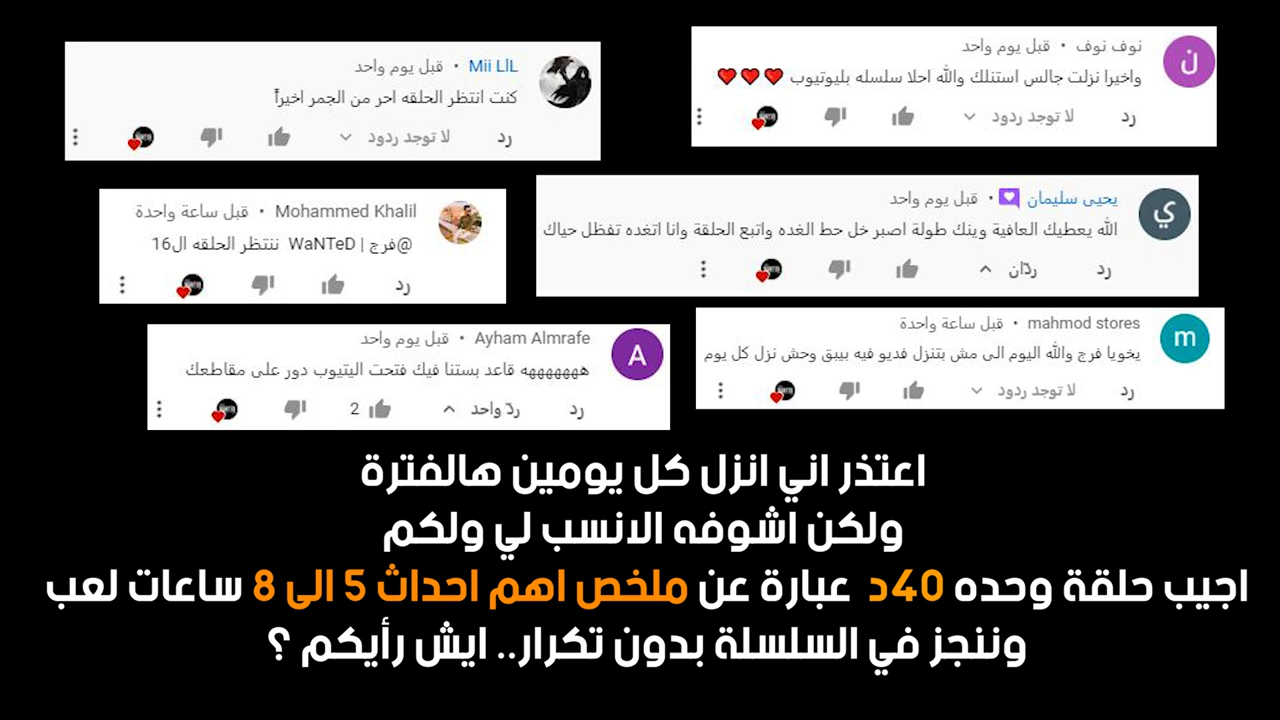 نوف نوف • قبل يوم واحد
ن
واخيرا نزلت جالس استنلك والله احلا سلسله بليوتيوب ❤❤❤
رد لا توجد ردود
Mii LlL • قبل يوم واحد
كنت انتظر الحلقه احر من الجمر اخيراً
رد لا توجد ردود
يحيى سليمان • قبل يوم واحد
ي
الله يعطيك العافية وينك طولة اصبر خل حط الغده واتبع الحلقة وانا اتغده تفظل حياك
رد ردّان
Mohammed Khalil • قبل ساعة واحدة
@فرج | WaNTeD ننتظر الحلقه ال16
رد
mahmod stores • قبل ساعة واحدة
m
يخويا فرج والله اليوم الى مش بتنزل فديو فيه بيبق وحش نزل كل يوم
رد لا توجد ردود
Ayham Almrafe • قبل يوم واحد
A
هههههههه قاعد بستنا فيك فتحت اليتيوب دور على مقاطعك
رد ردّ واحد 2
اعتذر اني انزل كل يومين هالفترة
ولكن اشوفه الانسب لي ولكم
اجيب حلقة وحده 40د عبارة عن ملخص اهم احداث 5 الى 8 ساعات لعب
وننجز في السلسلة بدون تكرار.. ايش رأيكم ؟